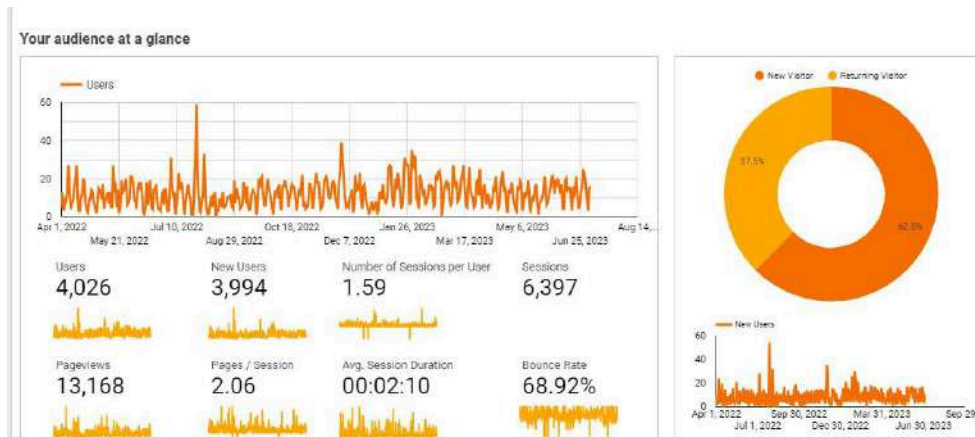 Your audience at a glance
Users
60
40
20
0
Apr 1, 2022
May 21, 2022
Jul 10, 2022
Aug 29, 2022
Oct 18, 2022
Dec 7, 2022
Jan 26, 2023
Mar 17, 2023
May 6, 2023
Jun 25, 2023
Aug 14,...
Users
4,026
New Users
3,994
Number of Sessions per User
1.59
Sessions
6,397
Pageviews
13,168
Pages / Session
2.06
Avg. Session Duration
00:02:10
Bounce Rate
68.92%
New Visitor
Returning Visitor
37.5%
62.5%
New Users
60
40
20
0
Apr 1, 2022
Jul 1, 2022
Sep 30, 2022
Dec 30, 2022
Mar 31, 2023
Jun 30, 2023
Sep 29